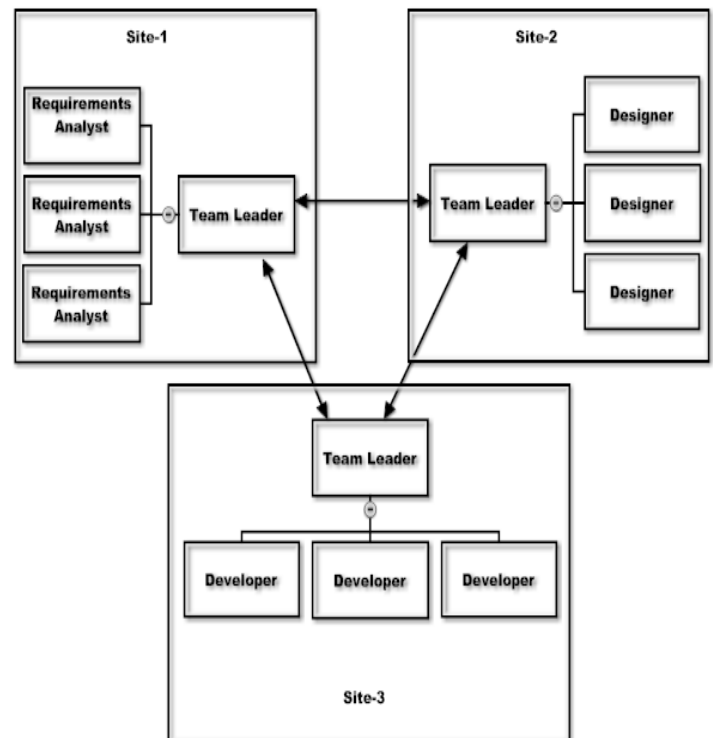 Site-1
Requirements
Analyst
Requirements
Analyst
Requirements
Analyst
Team Leader
Site-2
Team Leader
Designer
Designer
Designer
Team Leader
Developer
Developer
Developer
Site-3